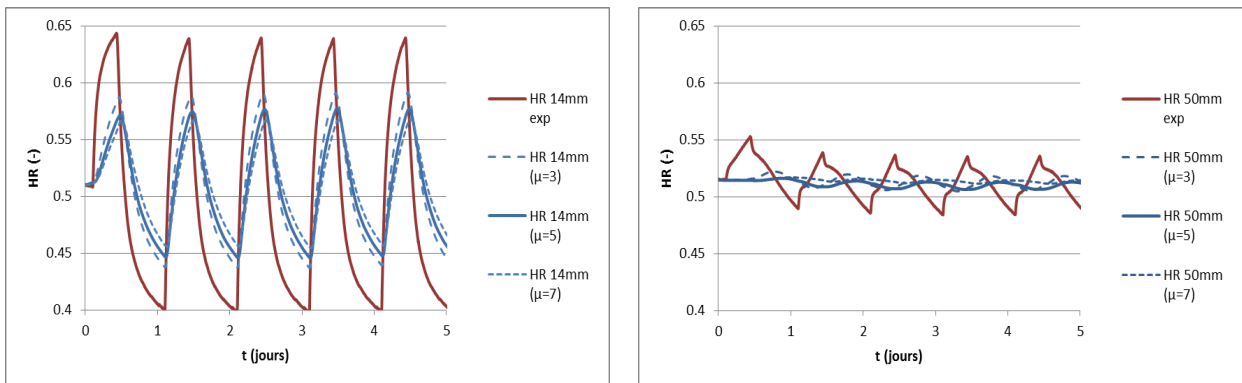 0.65
0.6
0.55
0.5
0.45
0.4
HR (-)
0 1 2 3 4 5
t (jours)
HR 14mm
exp
HR 14mm
(μ=3)
HR 14mm
(μ=5)
HR 14mm
(μ=7)
0.65
0.6
0.55
0.5
0.45
0.4
HR (-)
0 1 2 3 4 5
t (jours)
HR 50mm
exp
HR 50mm
(μ=3)
HR 50mm
(μ=5)
HR 50mm
(μ=7)